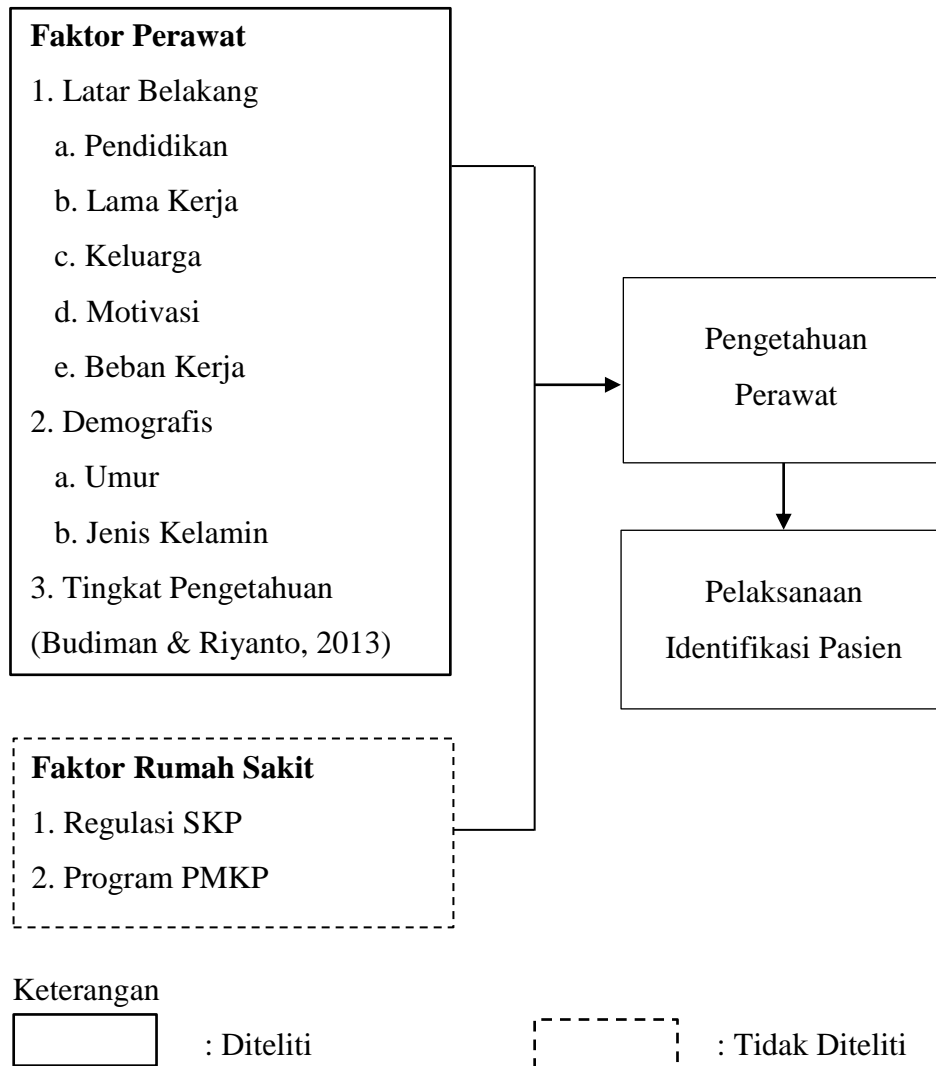 Faktor Perawat
1. Latar Belakang
a. Pendidikan
b. Lama Kerja
c. Keluarga
d. Motivasi
e. Beban Kerja
2. Demografis
a. Umur
b. Jenis Kelamin
3. Tingkat Pengetahuan
(Budiman & Riyanto, 2013)
Pengetahuan
Perawat
Pelaksanaan
Identifikasi Pasien
Faktor Rumah Sakit
1. Regulasi SKP
2. Program PMKP
Keterangan
: Diteliti
: Tidak Diteliti